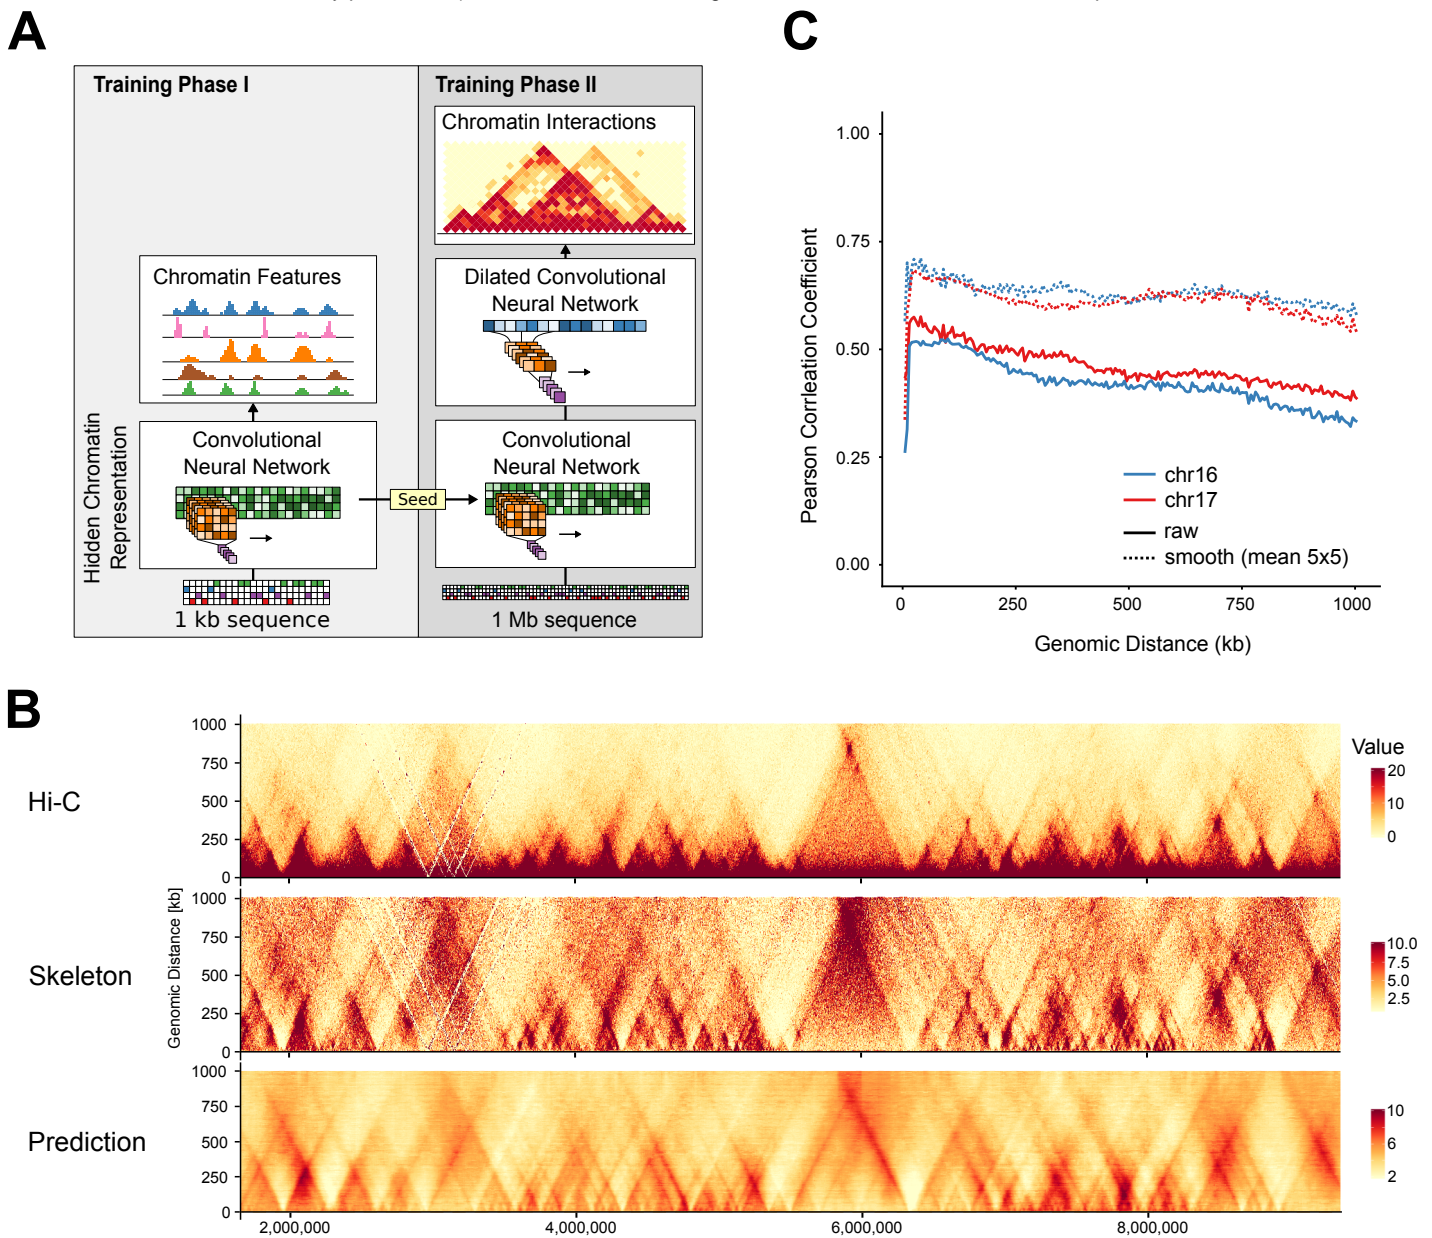 A
Training Phase I
Training Phase II
Chromatin Interactions
Chromatin Features
Dilated Convolutional
Neural Network
Hidden Chromatin
Representation
Convolutional
Neural Network
Seed
Convolutional
Neural Network
1 kb sequence
1 Mb sequence
C
Pearson Corrleation Coefficient
1.00
0.75
0.50
0.25
0.00
chr16
chr17
raw
smooth (mean 5x5)
0
250
500
750
1000
Genomic Distance (kb)
B
Hi-C
1000
750
500
250
0
Value
20
10
0
Genomic Distance [kb]
Skeleton
1000
750
500
250
0
10.0
7.5
5.0
2.5
Prediction
1000
750
500
250
0
10
6
2
2,000,000
4,000,000
6,000,000
8,000,000